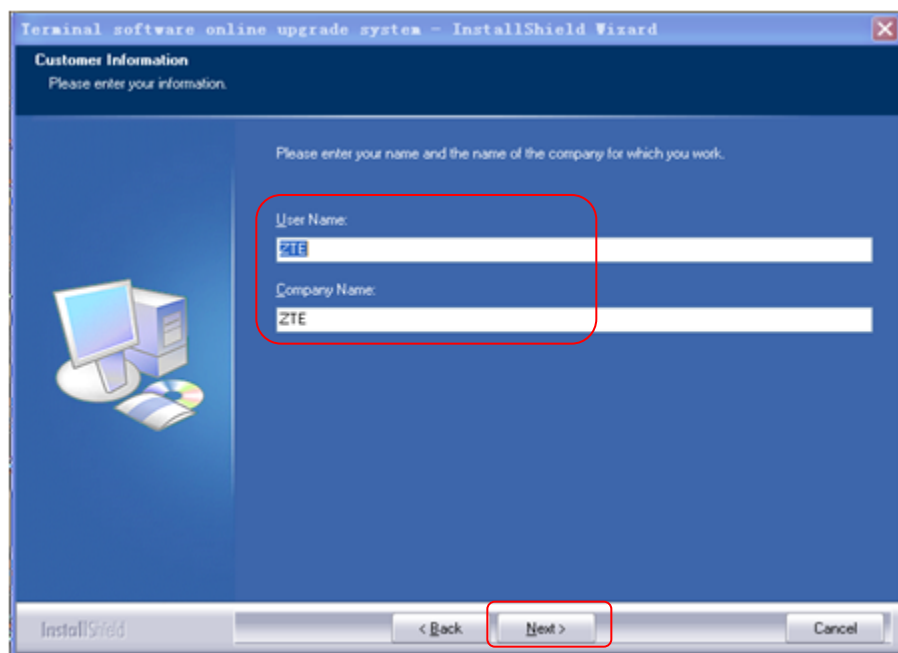 Terminal software online upgrade system - InstallShield Wizard
Customer Information
Please enter your information.
Please enter your name and the name of the company for which you work.
User Name:
ZTE
Company Name:
ZTE
InstallShield
< Back
Next >
Cancel